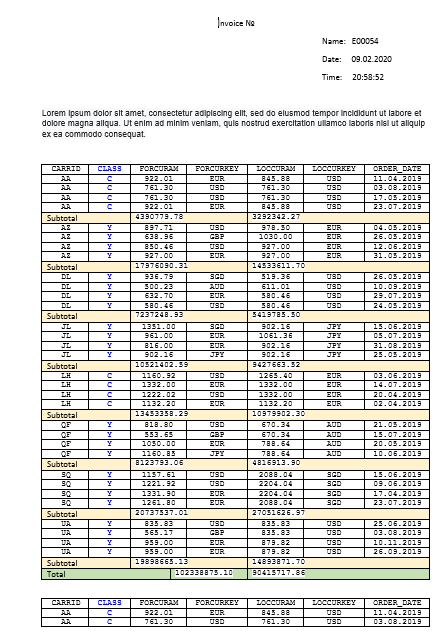 Invoice №
Name: E00054
Date: 09.02.2020
Time: 20:58:52
Lorem ipsum dolor sit amet, consectetur adipiscing elit, sed do eiusmod tempor incididunt ut labore et
dolore magna aliqua. Ut enim ad minim veniam, quis nostrud exercitation ullamco laboris nisi ut aliquip
ex ea commodo consequat.
CARRID CLASS FORCURAM FORCURKEY LOCCURAM LOCCURKEY ORDER_DATE
AA C 922.01 EUR 845.88 USD 11.04.2019
AA C 761.30 USD 761.30 USD 03.08.2019
AA C 761.30 USD 761.30 USD 17.05.2019
AA C 922.01 EUR 845.88 USD 23.07.2019
Subtotal 4390779.78 3292342.27
AZ Y 897.71 USD 978.50 EUR 04.05.2019
AZ Y 638.96 GBP 1030.00 EUR 26.05.2019
AZ Y 850.46 USD 927.00 EUR 12.06.2019
AZ Y 927.00 EUR 927.00 EUR 31.05.2019
Subtotal 17976090.31 14533611.70
DL Y 936.79 SGD 519.36 USD 26.05.2019
DL Y 500.23 AUD 611.01 USD 10.09.2019
DL Y 632.70 EUR 580.46 USD 29.07.2019
DL Y 580.46 USD 580.46 USD 24.05.2019
Subtotal 7237248.93 5419785.50
JL Y 1351.00 SGD 902.16 JPY 15.06.2019
JL Y 961.00 EUR 1061.36 JPY 05.07.2019
JL Y 816.00 EUR 902.16 JPY 31.08.2019
JL Y 902.16 JPY 902.16 JPY 25.05.2019
Subtotal 10521402.59 9427663.52
LH C 1160.92 USD 1265.40 EUR 03.06.2019
LH C 1332.00 EUR 1332.00 EUR 14.07.2019
LH C 1222.02 USD 1332.00 EUR 20.04.2019
LH C 1132.20 EUR 1132.20 EUR 02.04.2019
Subtotal 13453358.29 10979902.30
QF Y 818.80 USD 670.34 AUD 21.05.2019
QF Y 553.65 GBP 670.34 AUD 15.07.2019
QF Y 1050.00 EUR 788.64 AUD 20.05.2019
QF Y 1160.85 JPY 788.64 AUD 10.06.2019
Subtotal 8123793.06 4816913.90
SQ Y 1157.61 USD 2088.04 SGD 15.06.2019
SQ Y 1221.92 USD 2204.04 SGD 09.06.2019
SQ Y 1331.90 EUR 2204.04 SGD 17.04.2019
SQ Y 1261.80 EUR 2088.04 SGD 23.07.2019
Subtotal 20737537.01 27051626.97
UA Y 835.83 USD 835.83 USD 25.06.2019
UA Y 565.17 GBP 835.83 USD 03.08.2019
UA Y 959.00 EUR 879.82 USD 10.11.2019
UA Y 959.00 EUR 879.82 USD 26.09.2019
Subtotal 19898665.13 14893871.70
Total 102338875.10 90415717.86
CARRID CLASS FORCURAM FORCURKEY LOCCURAM LOCCURKEY ORDER_DATE
AA C 922.01 EUR 845.88 USD 11.04.2019
AA C 761.30 USD 761.30 USD 03.08.2019